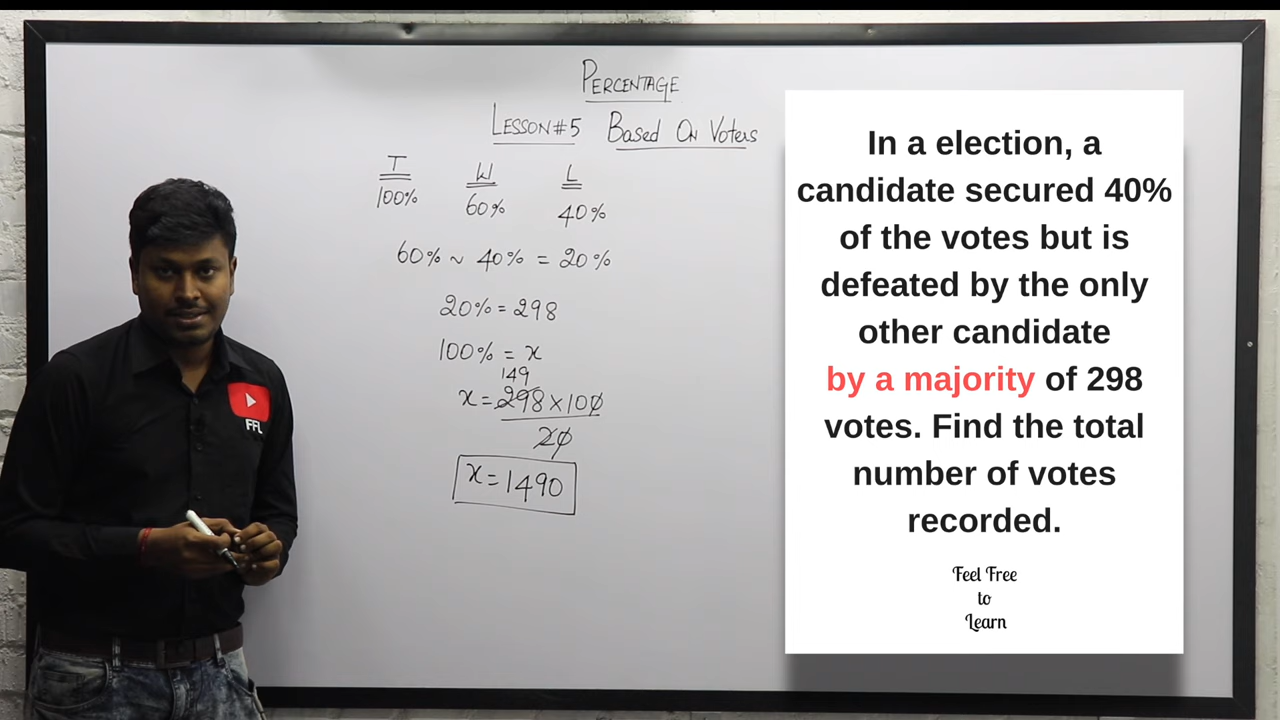 PERCENTAGE
LESSON#5 Based On Voters
T W L
100% 60% 40%
60% ~ 40% = 20%
20% = 298
100% = x
149
x = 298 × 100
20
x = 1490
FFL
In a election, a
candidate secured 40%
of the votes but is
defeated by the only
other candidate
by a majority of 298
votes. Find the total
number of votes
recorded.
Feel Free
to
Learn